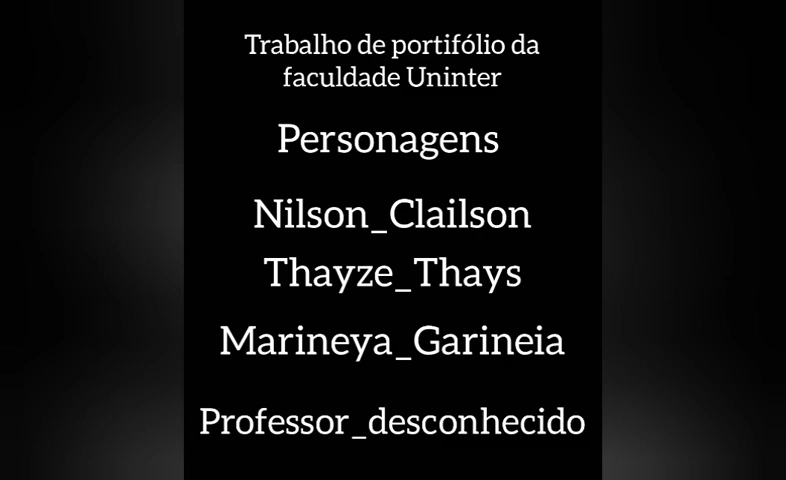 Trabalho de portifólio da
faculdade Uninter
Personagens
Nilson_Clailson
Thayze_Thays
Marineya_Garineia
Professor_desconhecido